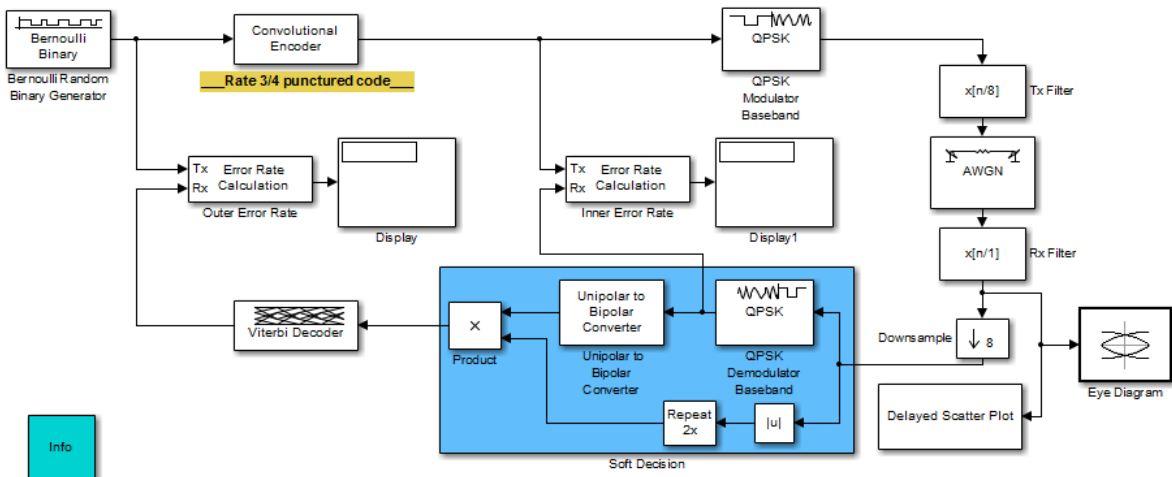 Bernoulli
Binary
Bernoulli Random
Binary Generator
Convolutional
Encoder
___Rate 3/4 punctured code___
QPSK
QPSK
Modulator
Baseband
x[n/8]
Tx Filter
AWGN
x[n/1]
Rx Filter
Tx
Rx
Error Rate
Calculation
Outer Error Rate
Display
Tx
Rx
Error Rate
Calculation
Inner Error Rate
Display1
Viterbi Decoder
×
Product
Unipolar to
Bipolar
Converter
Unipolar to
Bipolar
Converter
QPSK
QPSK
Demodulator
Baseband
Repeat
2x
|u|
Soft Decision
Downsample
↓ 8
Eye Diagram
Delayed Scatter Plot
Info